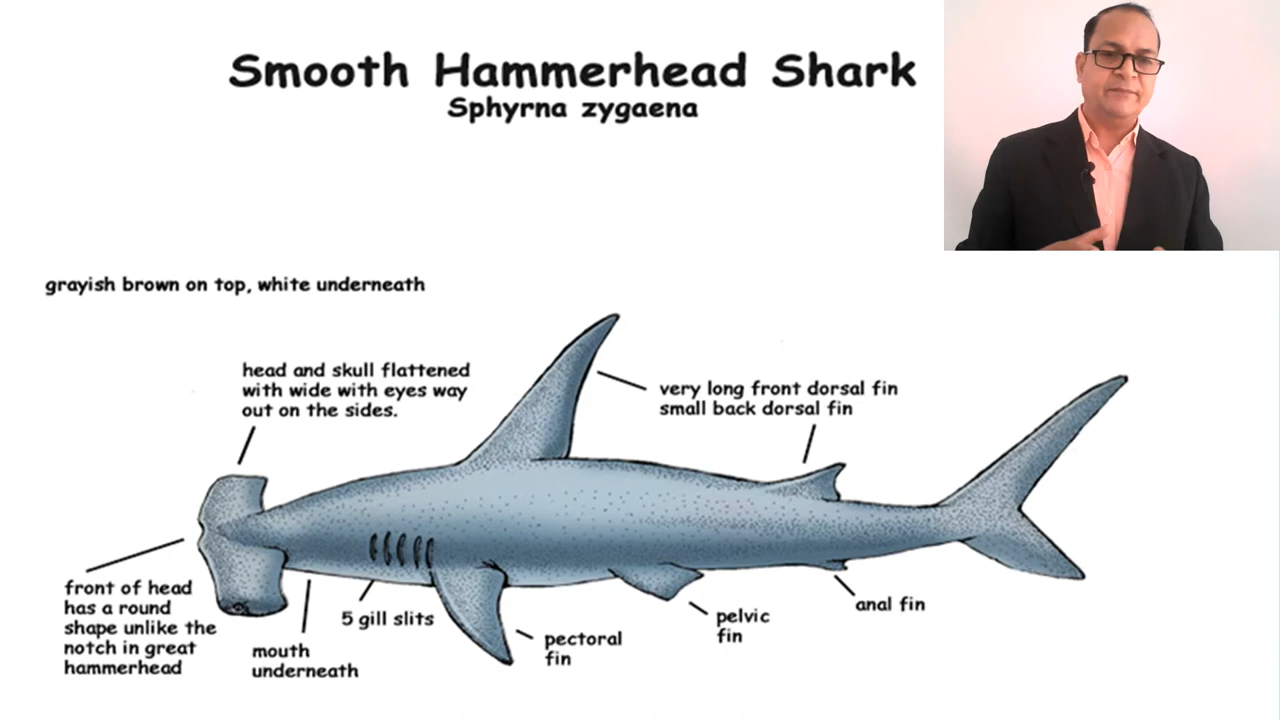 Smooth Hammerhead Shark
Sphyrna zygaena
grayish brown on top, white underneath
head and skull flattened
with wide with eyes way
out on the sides.
very long front dorsal fin
small back dorsal fin
front of head
has a round
shape unlike the
notch in great
hammerhead
mouth
underneath
5 gill slits
pectoral
fin
pelvic
fin
anal fin